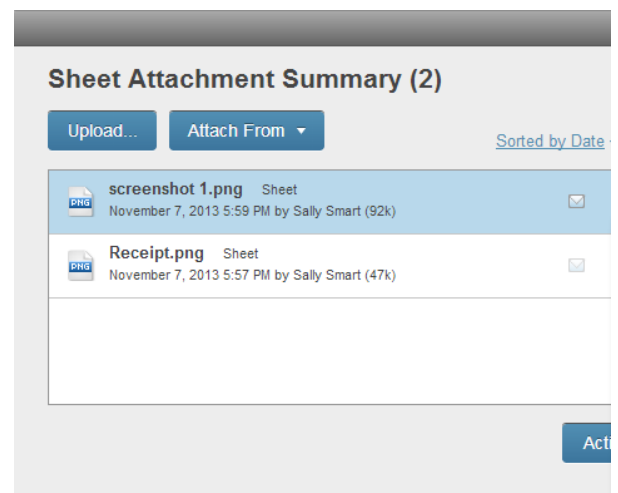 Sheet Attachment Summary (2)
Upload... Attach From
Sorted by Date
screenshot 1.png Sheet
PNG
November 7, 2013 5:59 PM by Sally Smart (92k)
Receipt.png Sheet
PNG
November 7, 2013 5:57 PM by Sally Smart (47k)